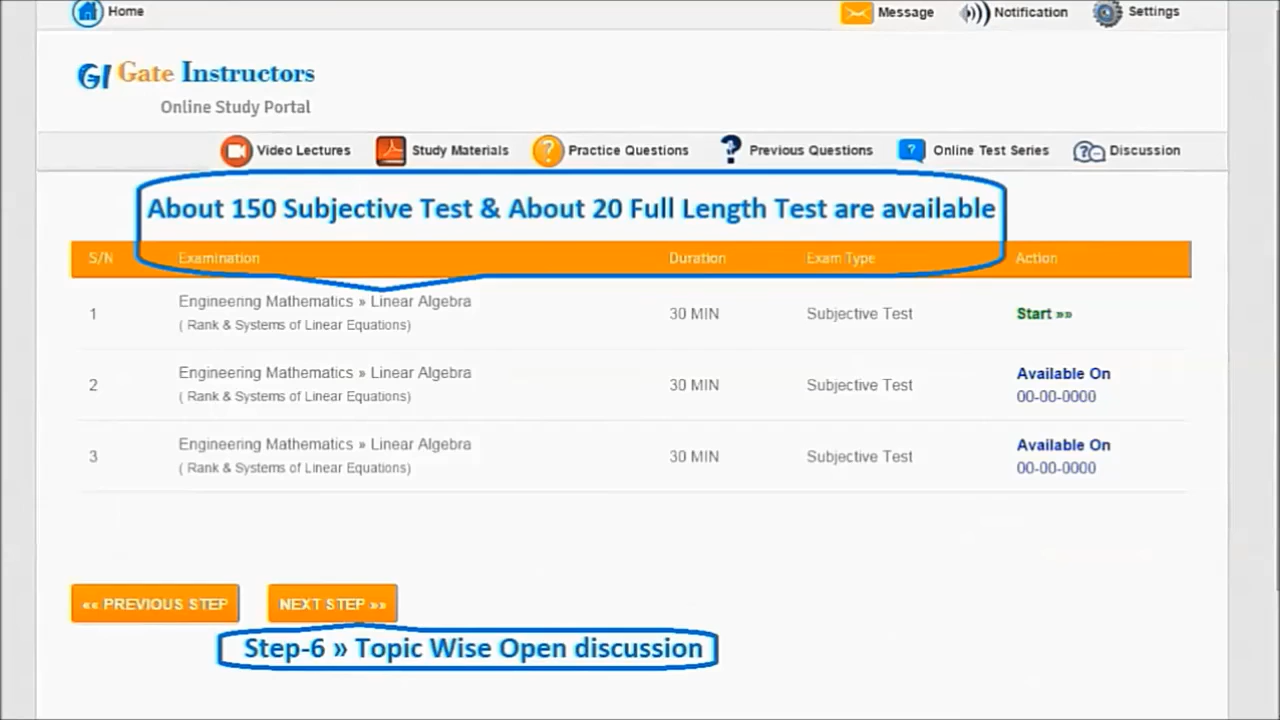 Home Message Notification Settings
GI Gate Instructors
Online Study Portal
Video Lectures Study Materials Practice Questions Previous Questions Online Test Series Discussion
About 150 Subjective Test & About 20 Full Length Test are available
S/N Examination Duration Exam Type Action
Engineering Mathematics » Linear Algebra
1 30 MIN Subjective Test Start »»
( Rank & Systems of Linear Equations)
Engineering Mathematics » Linear Algebra Available On
2 30 MIN Subjective Test
( Rank & Systems of Linear Equations) 00-00-0000
Engineering Mathematics » Linear Algebra Available On
3 30 MIN Subjective Test
( Rank & Systems of Linear Equations) 00-00-0000
«« PREVIOUS STEP NEXT STEP »»
Step-6 » Topic Wise Open discussion